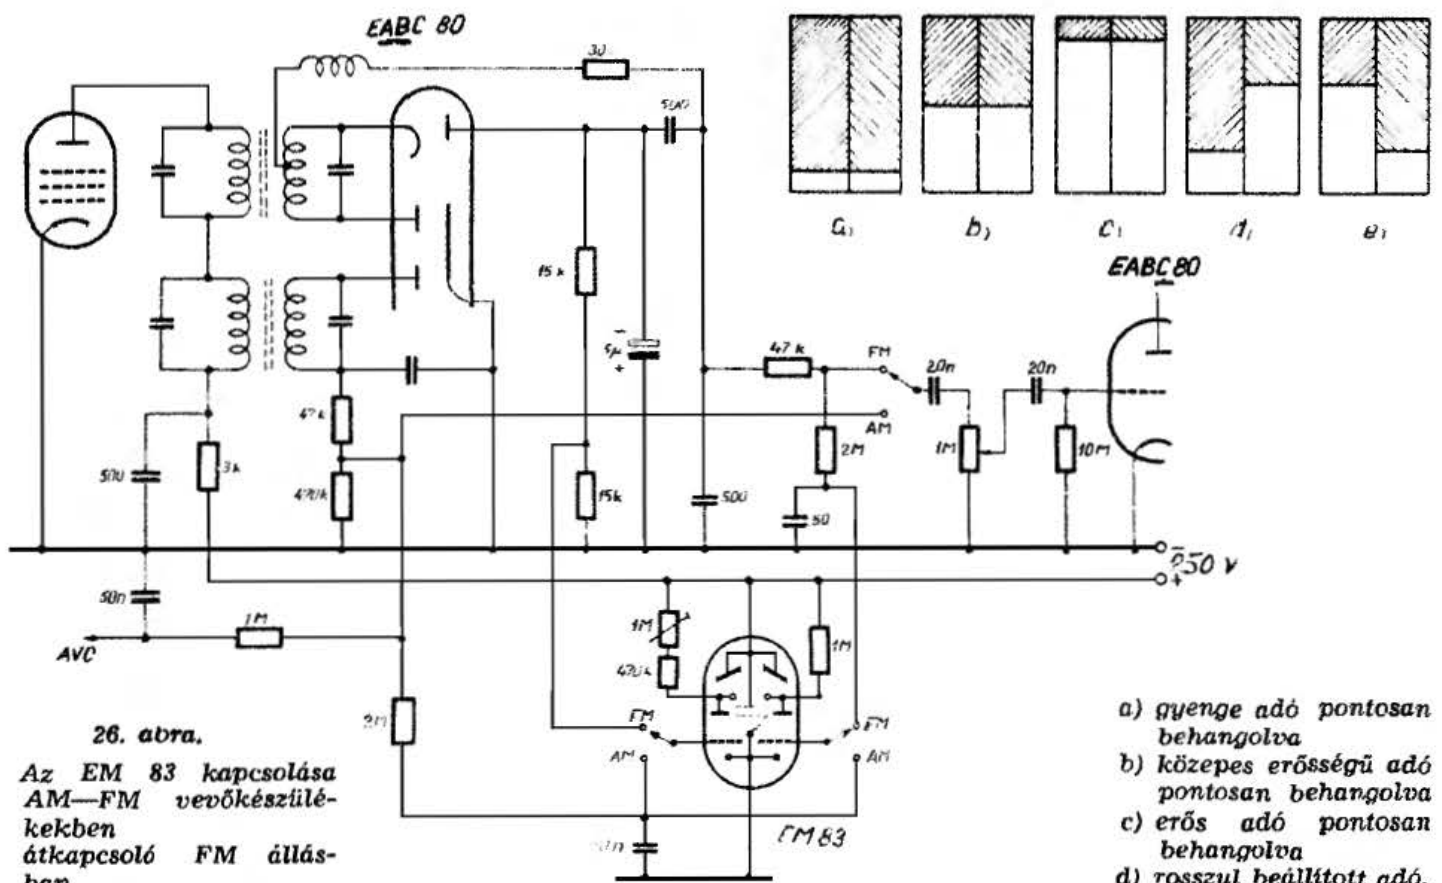 EABC 80
30
500
a)
b)
c)
d)
e)
EABC 80
15 k
5μ
−
+
47 k
FM
20n
20n
AM
2M
1M
10M
47k
500
3k
470k
15k
500
50
−
250 V
+
50n
1M
AVC
1M
470k
1M
2M
FM
FM
AM
AM
EM 83
26. abra.
Az EM 83 kapcsolása
AM—FM vevőkészülé-
kekben
átkapcsoló FM állás-
ban
a) gyenge adó pontosan
behangolva
b) közepes erősségű adó
pontosan behangolva
c) erős adó pontosan
behangolva
d) rosszul beállított adó.